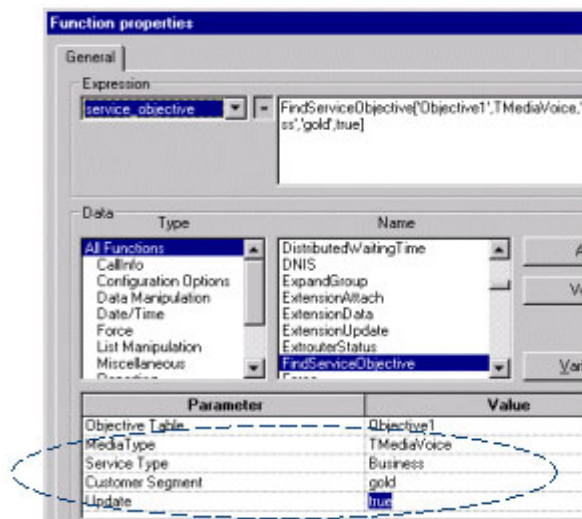 Function properties
General
Expression
service_objective
=
FindServiceObjective['Objective1',TMediaVoice,'
ss','gold',true]
Data
Type
Name
All Functions
CallInfo
Configuration Options
Data Manipulation
Date/Time
Force
List Manipulation
Miscellaneous
DistributedWaitingTime
DNIS
ExpandGroup
ExtensionAttach
ExtensionData
ExtensionUpdate
ExtrouterStatus
FindServiceObjective
Force
A
V
Vari
Parameter
Value
Objective Table
Objective1
MediaType
TMediaVoice
Service Type
Business
Customer Segment
gold
Update
true